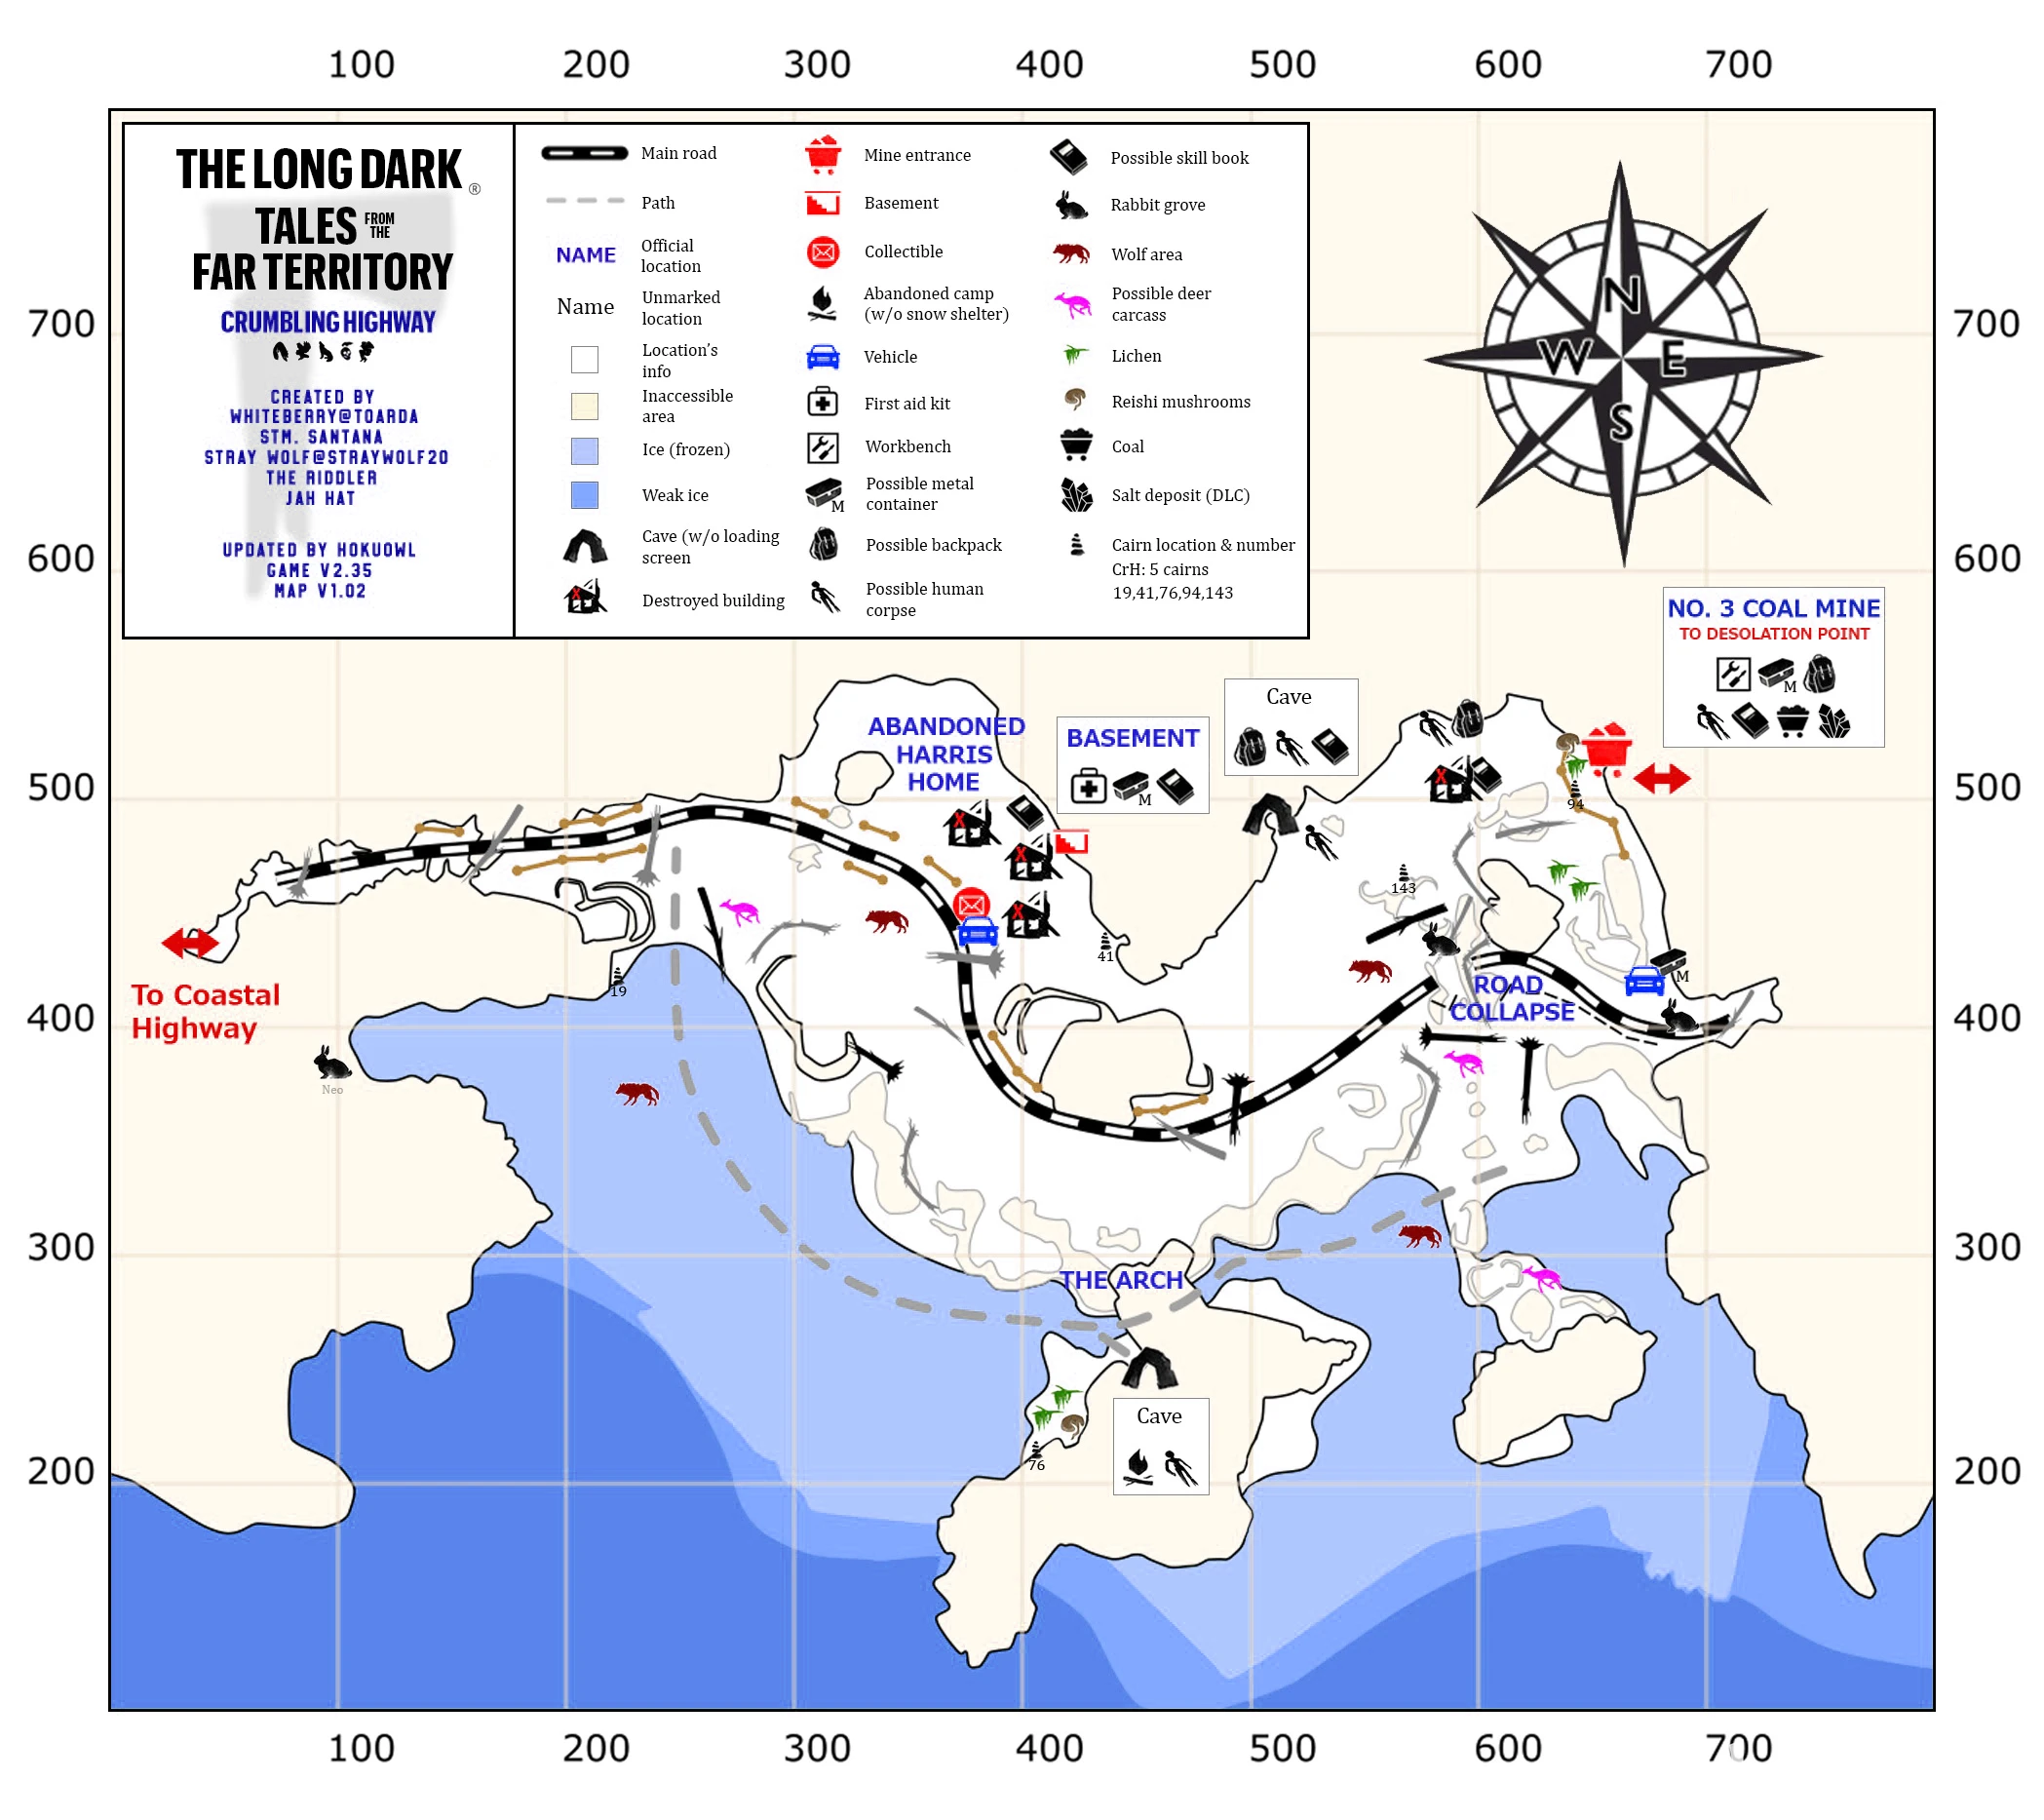 100 200 300 400 500 600 700
THE LONG DARK ®
TALES FROM THE
FAR TERRITORY
CRUMBLING HIGHWAY
CREATED BY
WHITEBERRY@TOARDA
STM. SANTANA
STRAY WOLF@STRAYWOLF20
THE RIDDLER
JAH HAT
UPDATED BY HOKUOWL
GAME V2.35
MAP V1.02
Main road
Path
NAME
Official
location
Name
Unmarked
location
Location's
info
Inaccessible
area
Ice (frozen)
Weak ice
Cave (w/o loading
screen
Destroyed building
Mine entrance
Basement
Collectible
Abandoned camp
(w/o snow shelter)
Vehicle
First aid kit
Workbench
M
Possible metal
container
Possible backpack
Possible human
corpse
Possible skill book
Rabbit grove
Wolf area
Possible deer
carcass
Lichen
Reishi mushrooms
Coal
Salt deposit (DLC)
Cairn location & number
CrH: 5 cairns
19,41,76,94,143
N
W E
S
700 700
600 600
NO. 3 COAL MINE
TO DESOLATION POINT
M
Cave
ABANDONED
HARRIS
HOME
BASEMENT
M
500 500
94
143
41
19
M
ROAD
COLLAPSE
To Coastal
Highway
400 400
Neo
300 300
THE ARCH
Cave
76
200 200
100 200 300 400 500 600 700